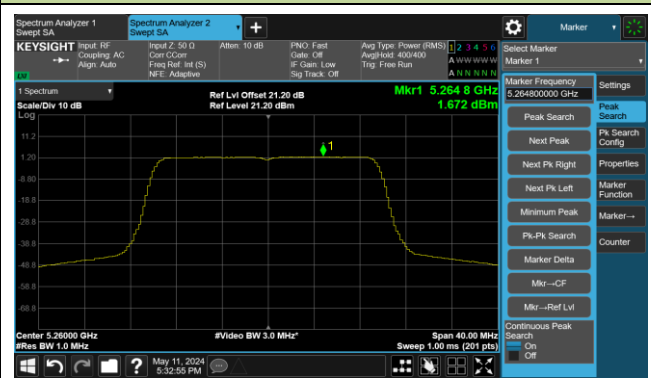 Spectrum Analyzer 1
Swept SA
Spectrum Analyzer 2
Swept SA
Marker
KEYSIGHT
Input: RF
Coupling: AC
Align: Auto
Input Z: 50 Ω
Corr CCorr
Freq Ref: Int (S)
NFE: Adaptive
Atten: 10 dB
PNO: Fast
Gate: Off
IF Gain: Low
Sig Track: Off
Avg Type: Power (RMS)
Avg|Hold: 400/400
Trig: Free Run
1 2 3 4 5 6
A W W W W W
A N N N N N
LXI
Select Marker
Marker 1
1 Spectrum
Scale/Div 10 dB
Log
Ref Lvl Offset 21.20 dB
Ref Level 21.20 dBm
Mkr1 5.264 8 GHz
1.672 dBm
11.2
1.20
-8.80
-18.8
-28.8
-38.8
-48.8
-58.8
-68.8
1
Center 5.26000 GHz
#Res BW 1.0 MHz
#Video BW 3.0 MHz*
Span 40.00 MHz
Sweep 1.00 ms (201 pts)
Marker Frequency
5.264800000 GHz
Peak Search
Next Peak
Next Pk Right
Next Pk Left
Minimum Peak
Pk-Pk Search
Marker Delta
Mkr→CF
Mkr→Ref Lvl
Continuous Peak
Search
On
Off
Settings
Peak
Search
Pk Search
Config
Properties
Marker
Function
Marker→
Counter
May 11, 2024
5:32:55 PM